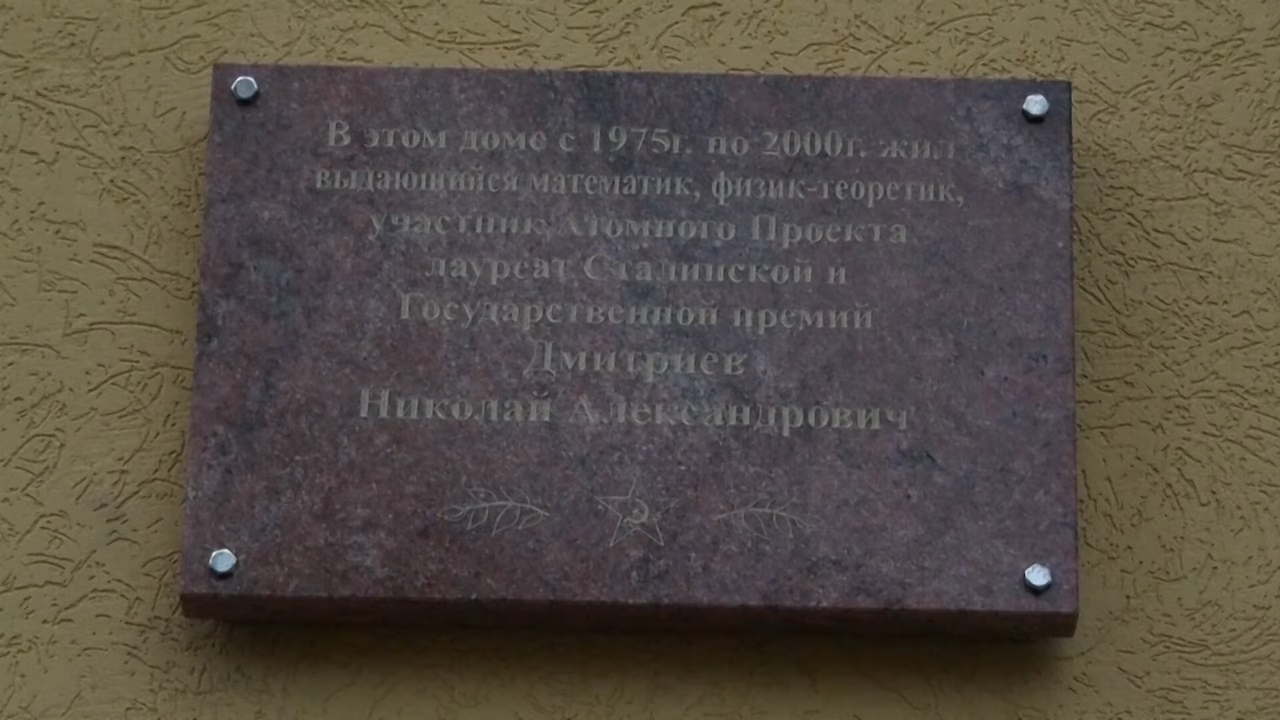 В этом доме с 1975г. по 2000г. жил
выдающийся математик, физик-теоретик,
участник Атомного Проекта
лауреат Сталинской и
Государственной премий
Дмитриев
Николай Александрович